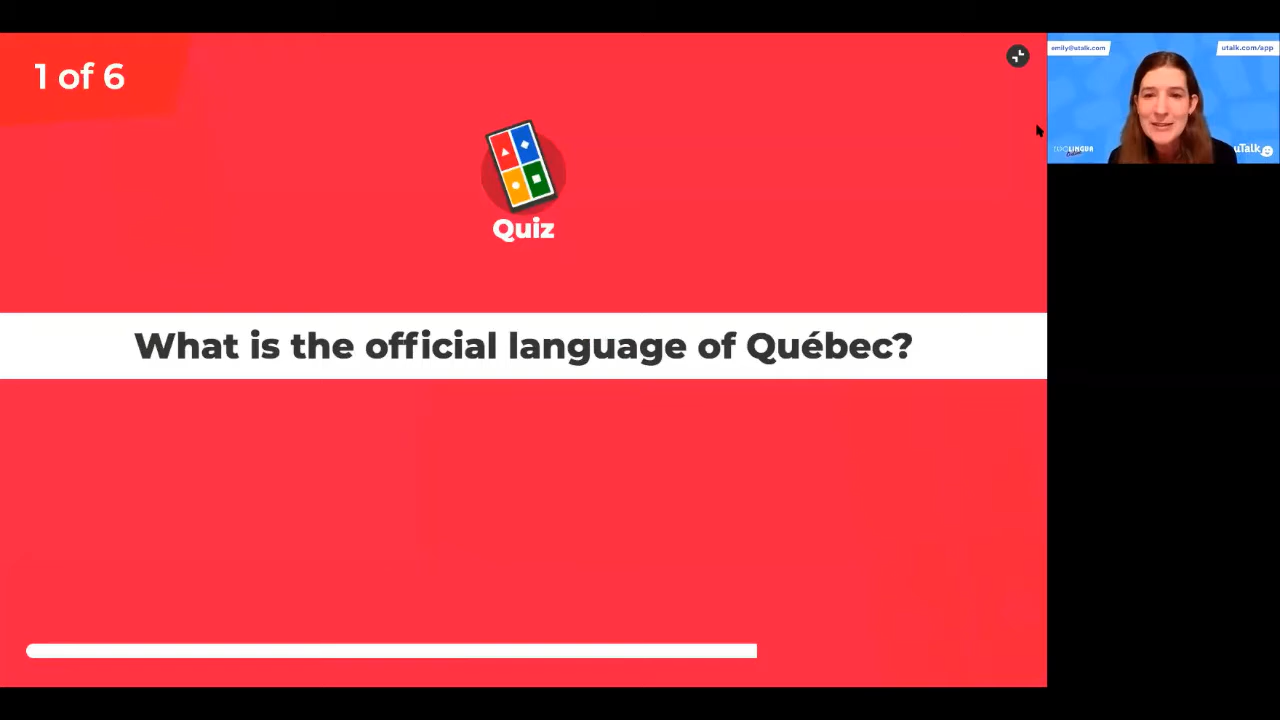 1 of 6
Quiz
What is the official language of Québec?
emily@utalk.com
utalk.com/app
uTalk